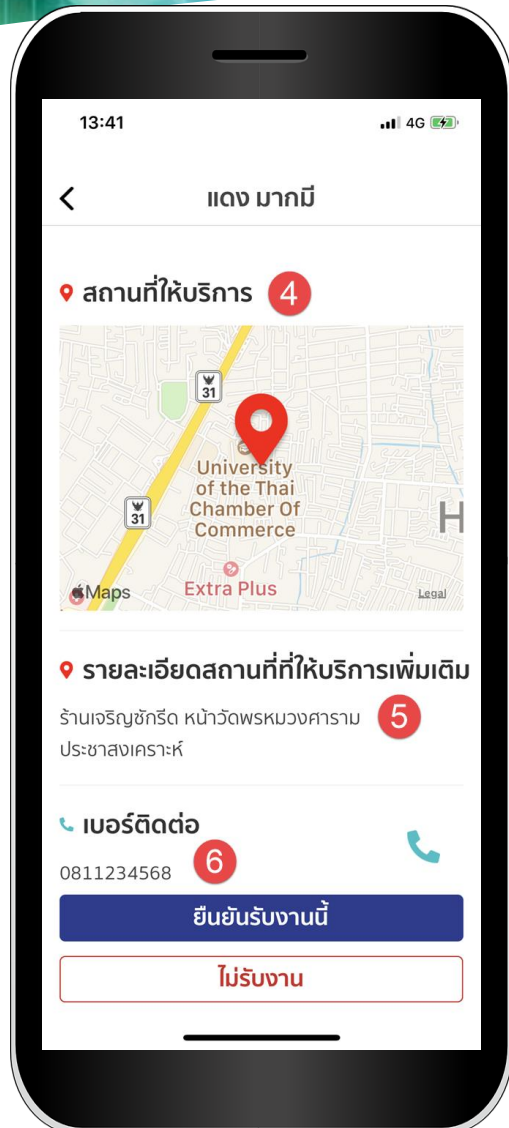 13:41
4G
แดง มากมี
สถานที่ให้บริการ 4
31
University
of the Thai
Chamber Of
Commerce
31
H
Extra Plus
Maps
Legal
รายละเอียดสถานที่ที่ให้บริการเพิ่มเติม
ร้านเจริญซักรีด หน้าวัดพรหมวงศาราม 5
ประชาสงเคราะห์
เบอร์ติดต่อ
0811234568 6
ยืนยันรับงานนี้
ไม่รับงาน